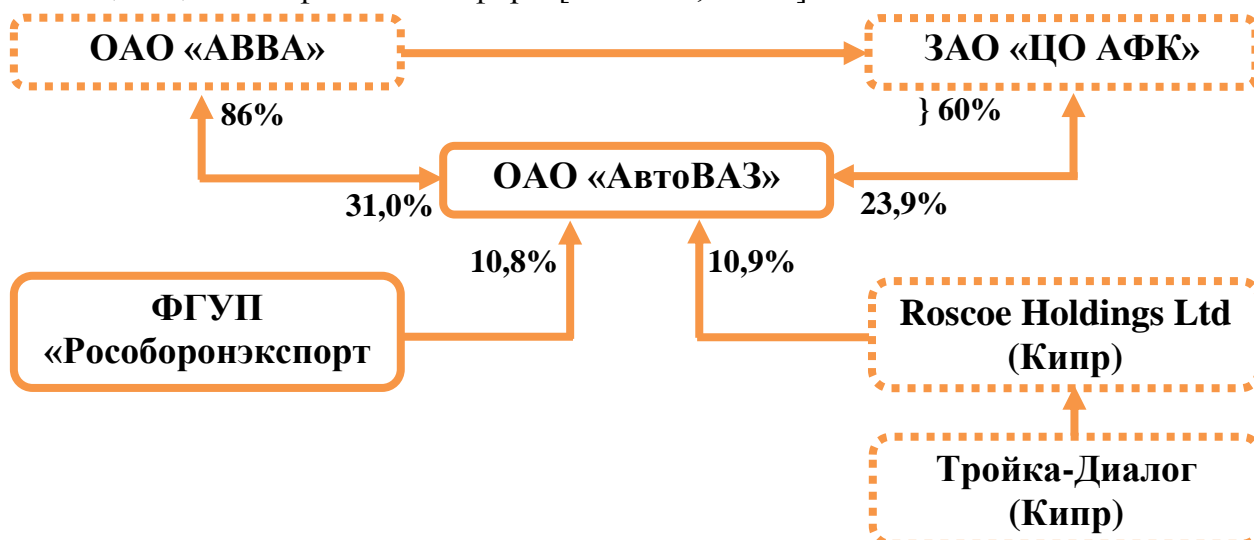 ОАО «АВВА»
ЗАО «ЦО АФК»
86%
} 60%
ОАО «АвтоВАЗ»
31,0%
23,9%
10,8%
10,9%
ФГУП
«Рособоронэкспорт
Roscoe Holdings Ltd
(Кипр)
Тройка-Диалог
(Кипр)